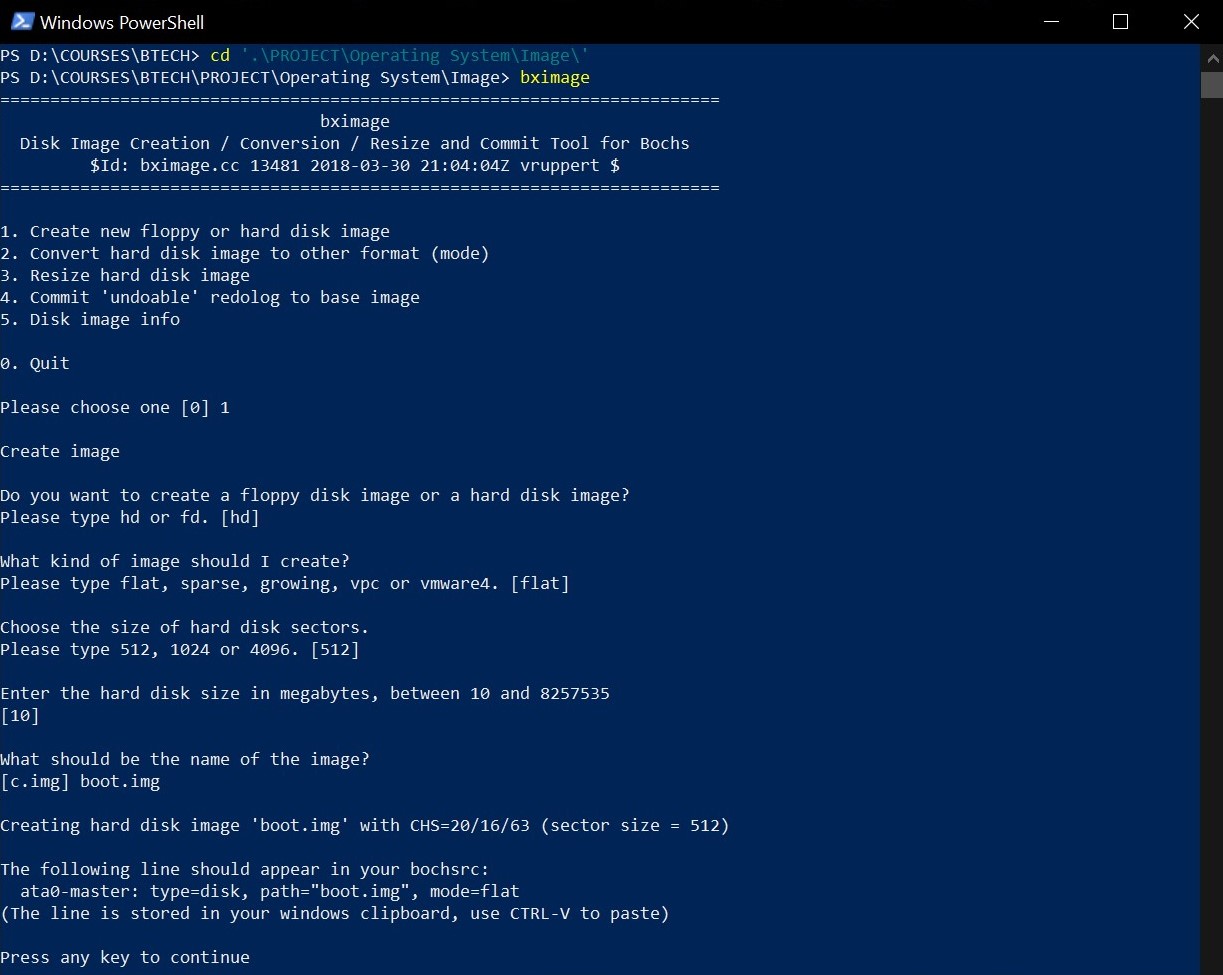 Windows PowerShell
PS D:\COURSES\BTECH> cd '.\PROJECT\Operating System\Image\'
PS D:\COURSES\BTECH\PROJECT\Operating System\Image> bximage
========================================================================
                                bximage
  Disk Image Creation / Conversion / Resize and Commit Tool for Bochs
         $Id: bximage.cc 13481 2018-03-30 21:04:04Z vruppert $
========================================================================

1. Create new floppy or hard disk image
2. Convert hard disk image to other format (mode)
3. Resize hard disk image
4. Commit 'undoable' redolog to base image
5. Disk image info

0. Quit

Please choose one [0] 1

Create image

Do you want to create a floppy disk image or a hard disk image?
Please type hd or fd. [hd]

What kind of image should I create?
Please type flat, sparse, growing, vpc or vmware4. [flat]

Choose the size of hard disk sectors.
Please type 512, 1024 or 4096. [512]

Enter the hard disk size in megabytes, between 10 and 8257535
[10]

What should be the name of the image?
[c.img] boot.img

Creating hard disk image 'boot.img' with CHS=20/16/63 (sector size = 512)

The following line should appear in your bochsrc:
  ata0-master: type=disk, path="boot.img", mode=flat
(The line is stored in your windows clipboard, use CTRL-V to paste)

Press any key to continue